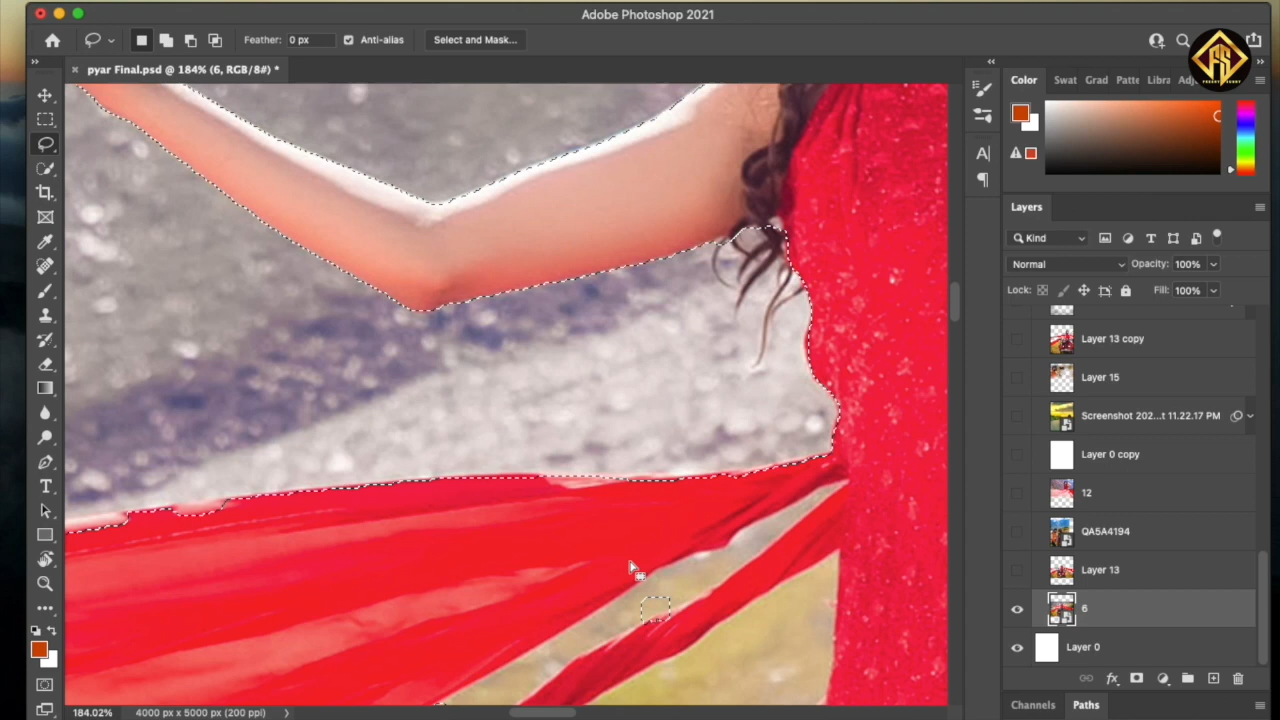 Adobe Photoshop 2021
Feather: 0 px Anti-alias Select and Mask...
pyar Final.psd @ 184% (6, RGB/8#) *
Color Swat Grad Patte Libra
FS
Layers
Kind
Normal Opacity: 100%
Lock: Fill: 100%
Layer 13 copy
Layer 15
Screenshot 202...t 11.22.17 PM
Layer 0 copy
12
QA5A4194
Layer 13
6
Layer 0
Channels Paths
184.02% 4000 px x 5000 px (200 ppi)